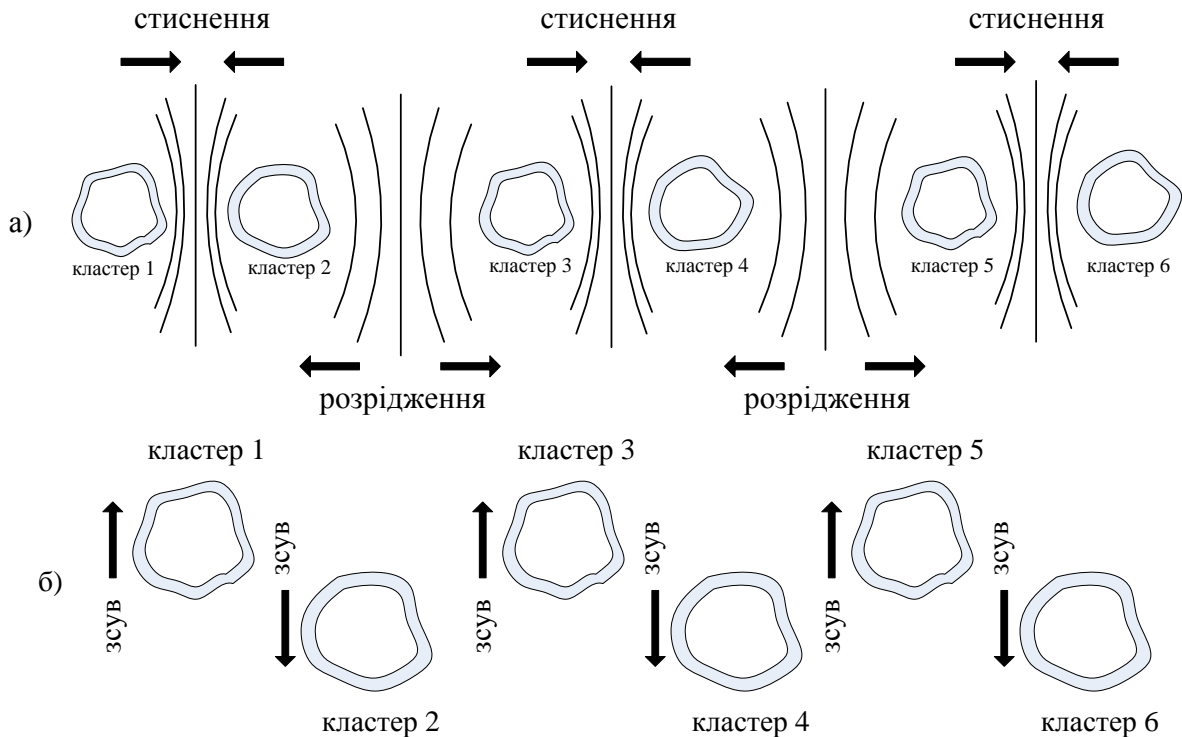 стиснення стиснення стиснення
а)
кластер 1 кластер 2 кластер 3 кластер 4 кластер 5 кластер 6
розрідження розрідження
кластер 1 кластер 3 кластер 5
б)
зсув зсув зсув зсув зсув зсув
кластер 2 кластер 4 кластер 6